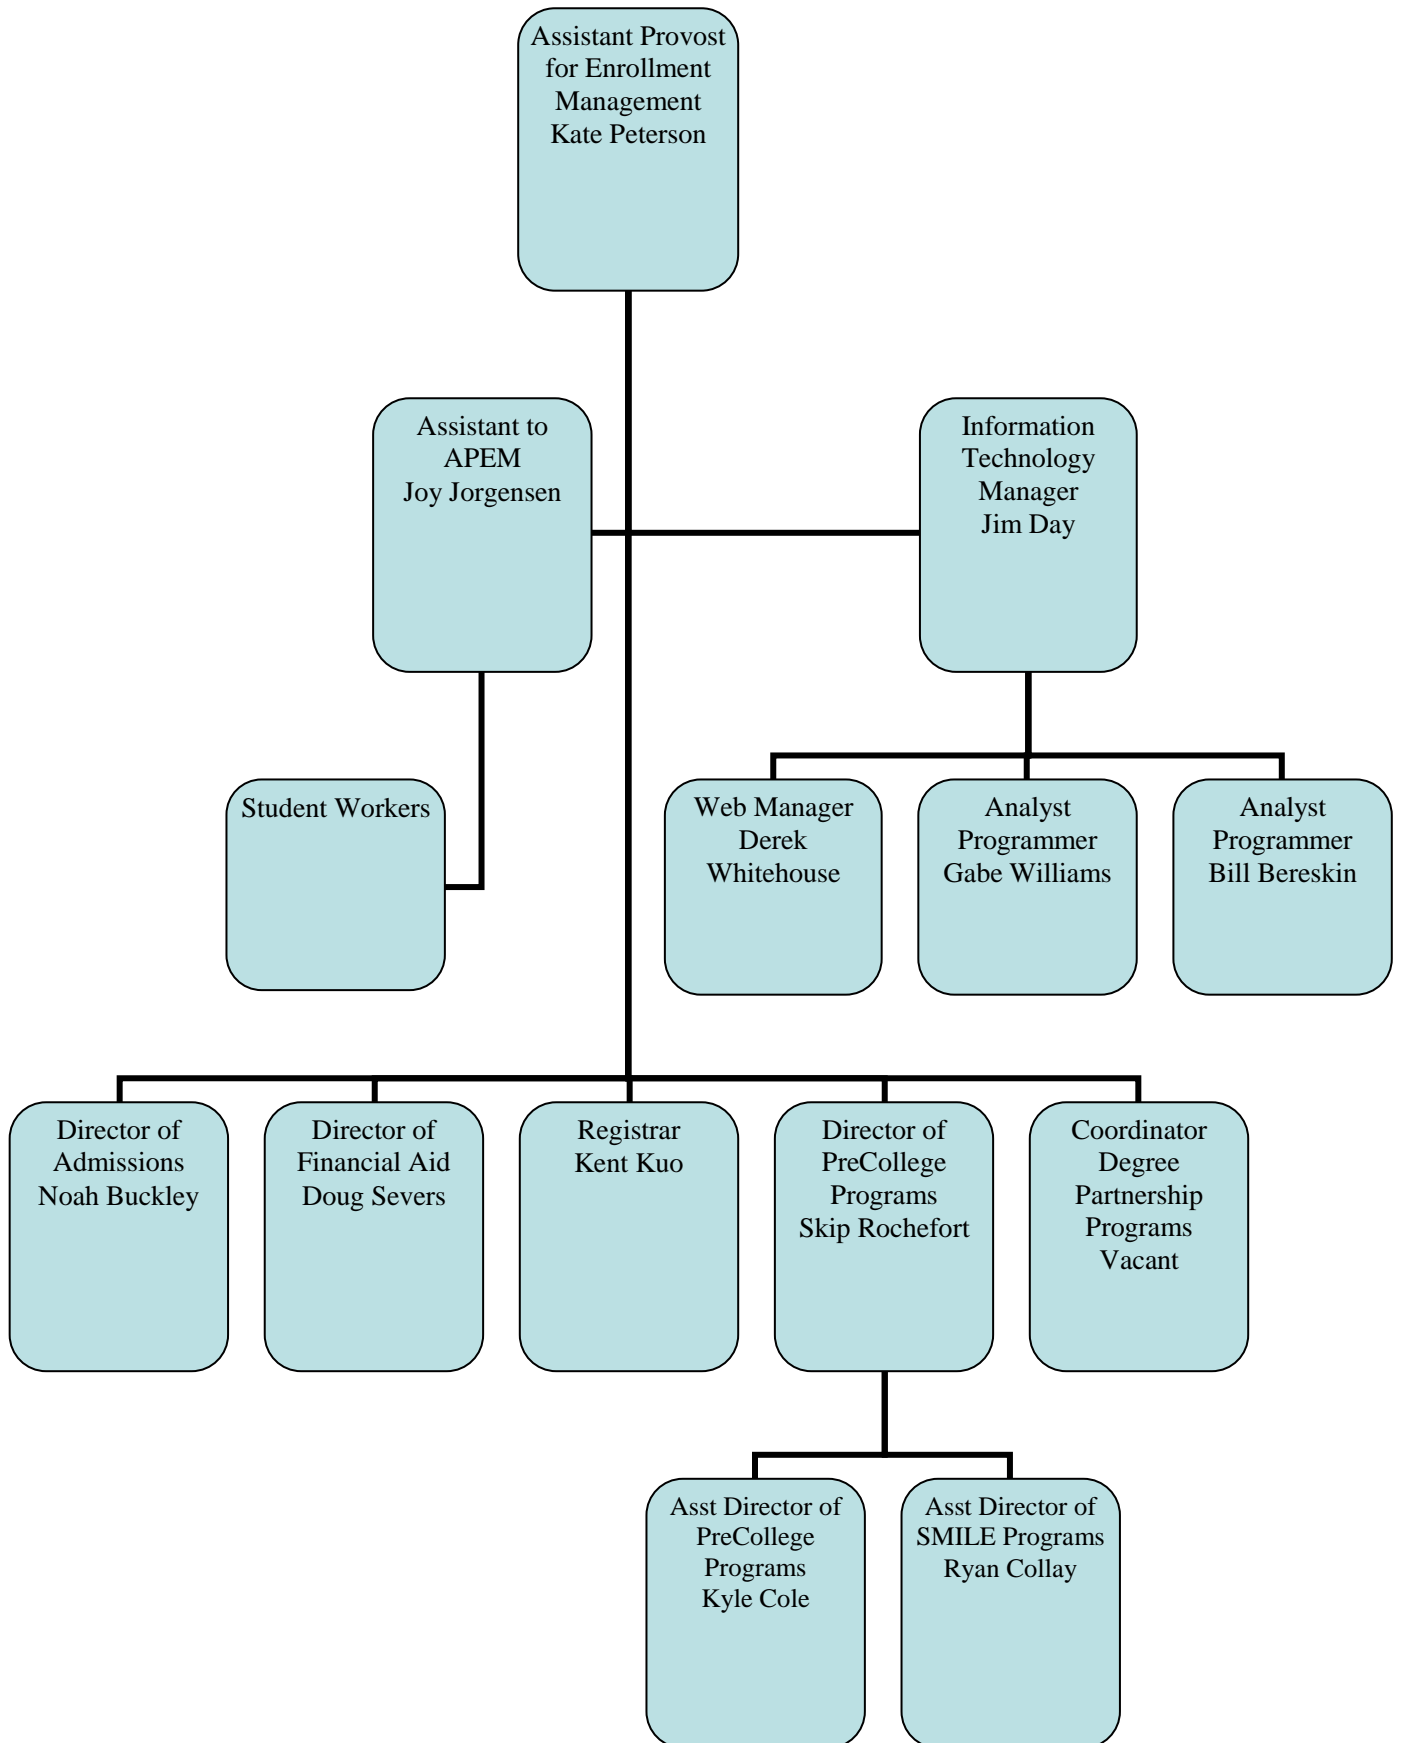 Assistant Provost
for Enrollment
Management
Kate Peterson
Assistant to
APEM
Joy Jorgensen
Information
Technology
Manager
Jim Day
Student Workers
Web Manager
Derek
Whitehouse
Analyst
Programmer
Gabe Williams
Analyst
Programmer
Bill Bereskin
Director of
Admissions
Noah Buckley
Director of
Financial Aid
Doug Severs
Registrar
Kent Kuo
Director of
PreCollege
Programs
Skip Rochefort
Coordinator
Degree
Partnership
Programs
Vacant
Asst Director of
PreCollege
Programs
Kyle Cole
Asst Director of
SMILE Programs
Ryan Collay